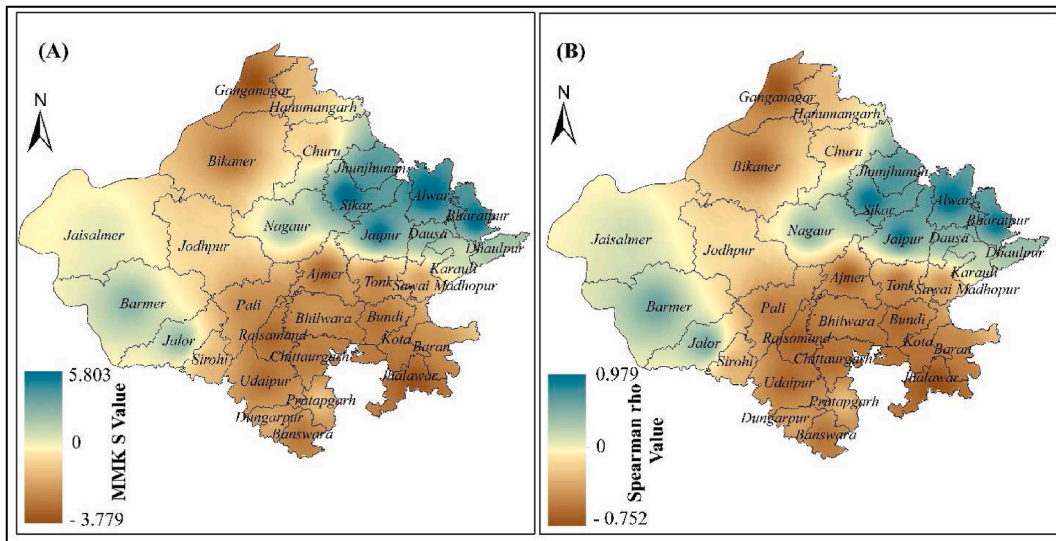 (A)
N
Ganganagar
Hanumangarh
Bikaner
Churu
Jhunjhunun
Sikar
Alwar
Bharatpur
Nagaur
Jaipur
Dausa
Dhaulpur
Jaisalmer
Jodhpur
Karauli
Ajmer
Tonk
Sawai Madhopur
Barmer
Pali
Bhilwara
Bundi
Jalor
Rajsamand
Kota
Baran
Sirohi
Chittaurgarh
Jhalawar
Udaipur
Pratapgarh
Dungarpur
Banswara
5.803
0
- 3.779
MMK S Value
(B)
N
Ganganagar
Hanumangarh
Bikaner
Churu
Jhunjhunun
Sikar
Alwar
Bharatpur
Nagaur
Jaipur
Dausa
Dhaulpur
Jaisalmer
Jodhpur
Karauli
Ajmer
Tonk
Sawai Madhopur
Barmer
Pali
Bhilwara
Bundi
Jalor
Rajsamand
Kota
Baran
Sirohi
Chittaurgarh
Jhalawar
Udaipur
Pratapgarh
Dungarpur
Banswara
0.979
0
- 0.752
Spearman rho
Value